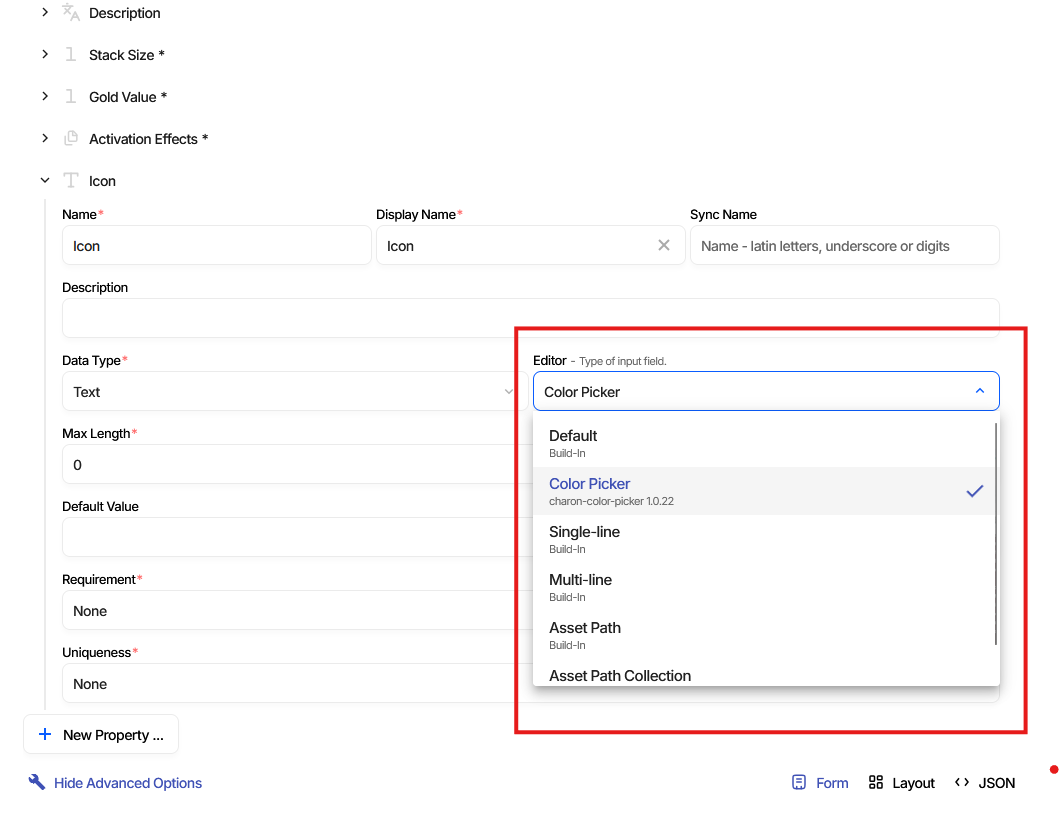 Description
Stack Size *
Gold Value *
Activation Effects *
Icon
Name* Display Name* Sync Name
Icon Icon Name - latin letters, underscore or digits
Description
Data Type* Editor - Type of input field.
Text Color Picker
Max Length*
0
Default Value
Requirement*
None
Uniqueness*
None
Default
Build-In
Color Picker
charon-color-picker 1.0.22
Single-line
Build-In
Multi-line
Build-In
Asset Path
Build-In
Asset Path Collection
New Property ...
Hide Advanced Options Form Layout JSON